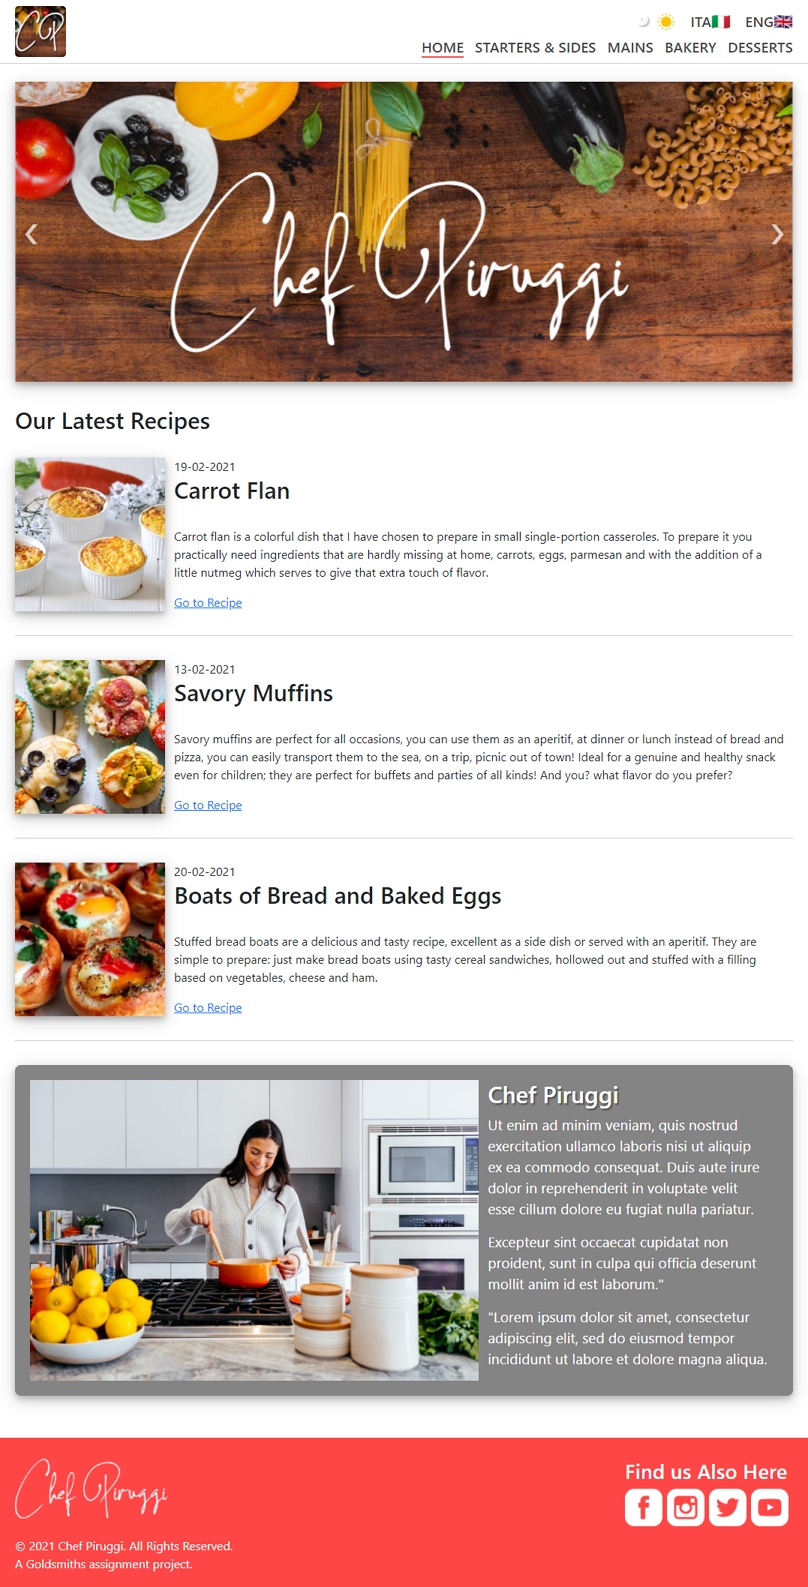 CP
ITA ENG
HOME STARTERS & SIDES MAINS BAKERY DESSERTS
Chef Piruggi
Our Latest Recipes
19-02-2021
Carrot Flan
Carrot flan is a colorful dish that I have chosen to prepare in small single-portion casseroles. To prepare it you
practically need ingredients that are hardly missing at home, carrots, eggs, parmesan and with the addition of a
little nutmeg which serves to give that extra touch of flavor.
Go to Recipe
13-02-2021
Savory Muffins
Savory muffins are perfect for all occasions, you can use them as an aperitif, at dinner or lunch instead of bread and
pizza, you can easily transport them to the sea, on a trip, picnic out of town! Ideal for a genuine and healthy snack
even for children; they are perfect for buffets and parties of all kinds! And you? what flavor do you prefer?
Go to Recipe
20-02-2021
Boats of Bread and Baked Eggs
Stuffed bread boats are a delicious and tasty recipe, excellent as a side dish or served with an aperitif. They are
simple to prepare: just make bread boats using tasty cereal sandwiches, hollowed out and stuffed with a filling
based on vegetables, cheese and ham.
Go to Recipe
Chef Piruggi
Ut enim ad minim veniam, quis nostrud
exercitation ullamco laboris nisi ut aliquip
ex ea commodo consequat. Duis aute irure
dolor in reprehenderit in voluptate velit
esse cillum dolore eu fugiat nulla pariatur.
Excepteur sint occaecat cupidatat non
proident, sunt in culpa qui officia deserunt
mollit anim id est laborum."
"Lorem ipsum dolor sit amet, consectetur
adipiscing elit, sed do eiusmod tempor
incididunt ut labore et dolore magna aliqua.
Chef Piruggi
Find us Also Here
© 2021 Chef Piruggi. All Rights Reserved.
A Goldsmiths assignment project.